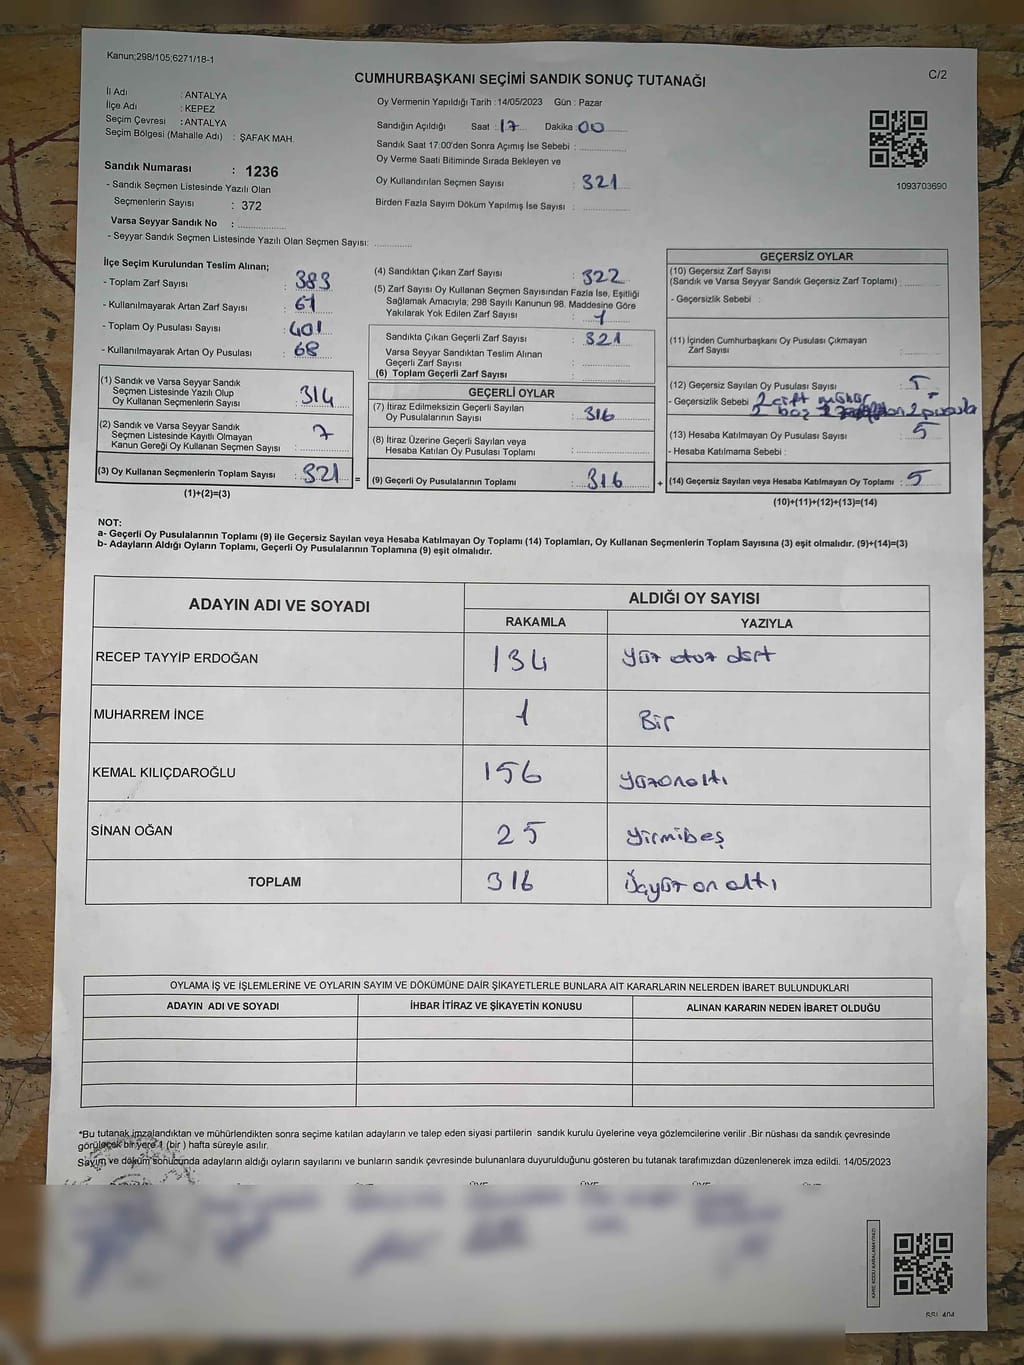 Kanun;298/105;6271/18-1
CUMHURBAŞKANI SEÇİMİ SANDIK SONUÇ TUTANAĞI
C/2
İl Adı : ANTALYA
İlçe Adı : KEPEZ
Seçim Çevresi : ANTALYA
Seçim Bölgesi (Mahalle Adı) : ŞAFAK MAH.
Sandık Numarası : 1236
- Sandık Seçmen Listesinde Yazılı Olan
Seçmenlerin Sayısı : 372
Varsa Seyyar Sandık No :
- Seyyar Sandık Seçmen Listesinde Yazılı Olan Seçmen Sayısı:
Oy Vermenin Yapıldığı Tarih : 14/05/2023 Gün : Pazar
Sandığın Açıldığı Saat : 17 Dakika 00
Sandık Saat 17.00'den Sonra Açımış İse Sebebi :
Oy Verme Saati Bitiminde Sırada Bekleyen ve
Oy Kullandırılan Seçmen Sayısı : 321
Birden Fazla Sayım Döküm Yapılmış İse Sayısı :
1093703690
İlçe Seçim Kurulundan Teslim Alınan;
- Toplam Zarf Sayısı : 383
- Kullanılmayarak Artan Zarf Sayısı : 61
- Toplam Oy Pusulası Sayısı : 401
- Kullanılmayarak Artan Oy Pusulası : 68
(1) Sandık ve Varsa Seyyar Sandık
Seçmen Listesinde Yazılı Olup
Oy Kullanan Seçmenlerin Sayısı : 314
(2) Sandık ve Varsa Seyyar Sandık
Seçmen Listesinde Kayıtlı Olmayan
Kanun Gereği Oy Kullanan Seçmen Sayısı : 7
(3) Oy Kullanan Seçmenlerin Toplam Sayısı : 321
(1)+(2)=(3)
(4) Sandıktan Çıkan Zarf Sayısı : 322
(5) Zarf Sayısı Oy Kullanan Seçmen Sayısından Fazla İse, Eşitliği
Sağlamak Amacıyla; 298 Sayılı Kanunun 98. Maddesine Göre
Yakılarak Yok Edilen Zarf Sayısı : 1
Sandıkta Çıkan Geçerli Zarf Sayısı : 321
Varsa Seyyar Sandıktan Teslim Alınan
Geçerli Zarf Sayısı :
(6) Toplam Geçerli Zarf Sayısı :
GEÇERLİ OYLAR
(7) İtiraz Edilmeksizin Geçerli Sayılan
Oy Pusulalarının Sayısı : 316
(8) İtiraz Üzerine Geçerli Sayılan veya
Hesaba Katılan Oy Pusulası Toplamı :
= (9) Geçerli Oy Pusulalarının Toplamı : 316
GEÇERSİZ OYLAR
(10) Geçersiz Zarf Sayısı
(Sandık ve Varsa Seyyar Sandık Geçersiz Zarf Toplamı) :
- Geçersizlik Sebebi :
(11) İçinden Cumhurbaşkanı Oy Pusulası Çıkmayan
Zarf Sayısı :
(12) Geçersiz Sayılan Oy Pusulası Sayısı : 5
- Geçersizlik Sebebi 2 çift mühür
2 boş 2 pusula
(13) Hesaba Katılmayan Oy Pusulası Sayısı : 5
- Hesaba Katılmama Sebebi :
+ (14) Geçersiz Sayılan veya Hesaba Katılmayan Oy Toplamı : 5
(10)+(11)+(12)+(13)=(14)
NOT:
a- Geçerli Oy Pusulalarının Toplamı (9) ile Geçersiz Sayılan veya Hesaba Katılmayan Oy Toplamı (14) Toplamları, Oy Kullanan Seçmenlerin Toplam Sayısına (3) eşit olmalıdır. (9)+(14)=(3)
b- Adayların Aldığı Oyların Toplamı, Geçerli Oy Pusulalarının Toplamına (9) eşit olmalıdır.
ADAYIN ADI VE SOYADI
ALDIĞI OY SAYISI
RAKAMLA YAZIYLA
RECEP TAYYİP ERDOĞAN 134 yüz otuz dört
MUHARREM İNCE 1 Bir
KEMAL KILIÇDAROĞLU 156 yüzonaltı
SİNAN OĞAN 25 yirmibeş
TOPLAM 316 Üçyüz on altı
OYLAMA İŞ VE İŞLEMLERİNE VE OYLARIN SAYIM VE DÖKÜMÜNE DAİR ŞİKAYETLERLE BUNLARA AİT KARARLARIN NELERDEN İBARET BULUNDUKLARI
ADAYIN ADI VE SOYADI İHBAR İTİRAZ VE ŞİKAYETİN KONUSU ALINAN KARARIN NEDEN İBARET OLDUĞU
*Bu tutanak imzalandıktan ve mühürlendikten sonra seçime katılan adayların ve talep eden siyasi partilerin sandık kurulu üyelerine veya gözlemcilerine verilir .Bir nüshası da sandık çevresinde
görülecek bir yere 1 (bir ) hafta süreyle asılır.
Sayım ve döküm sonucunda adayların aldığı oyların sayılarını ve bunların sandık çevresinde bulunanlara duyurulduğunu gösteren bu tutanak tarafımızdan düzenlenerek imza edildi. 14/05/2023
KARE KODU KARALAMAYINIZ!